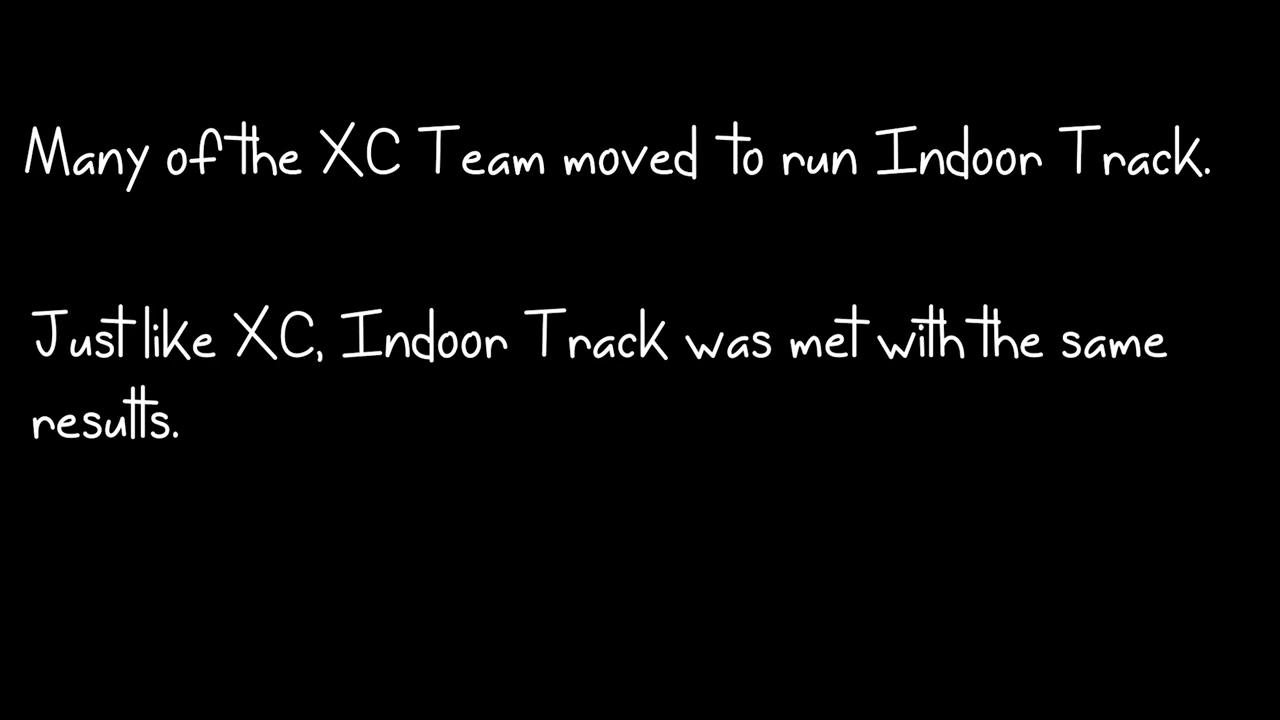 Many of the XC Team moved to run Indoor Track.
Just like XC, Indoor Track was met with the same
results.